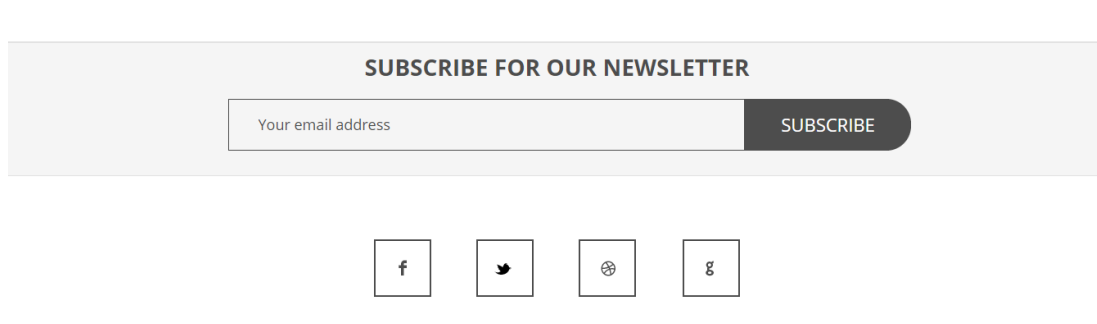 SUBSCRIBE FOR OUR NEWSLETTER
Your email address
SUBSCRIBE
f
g